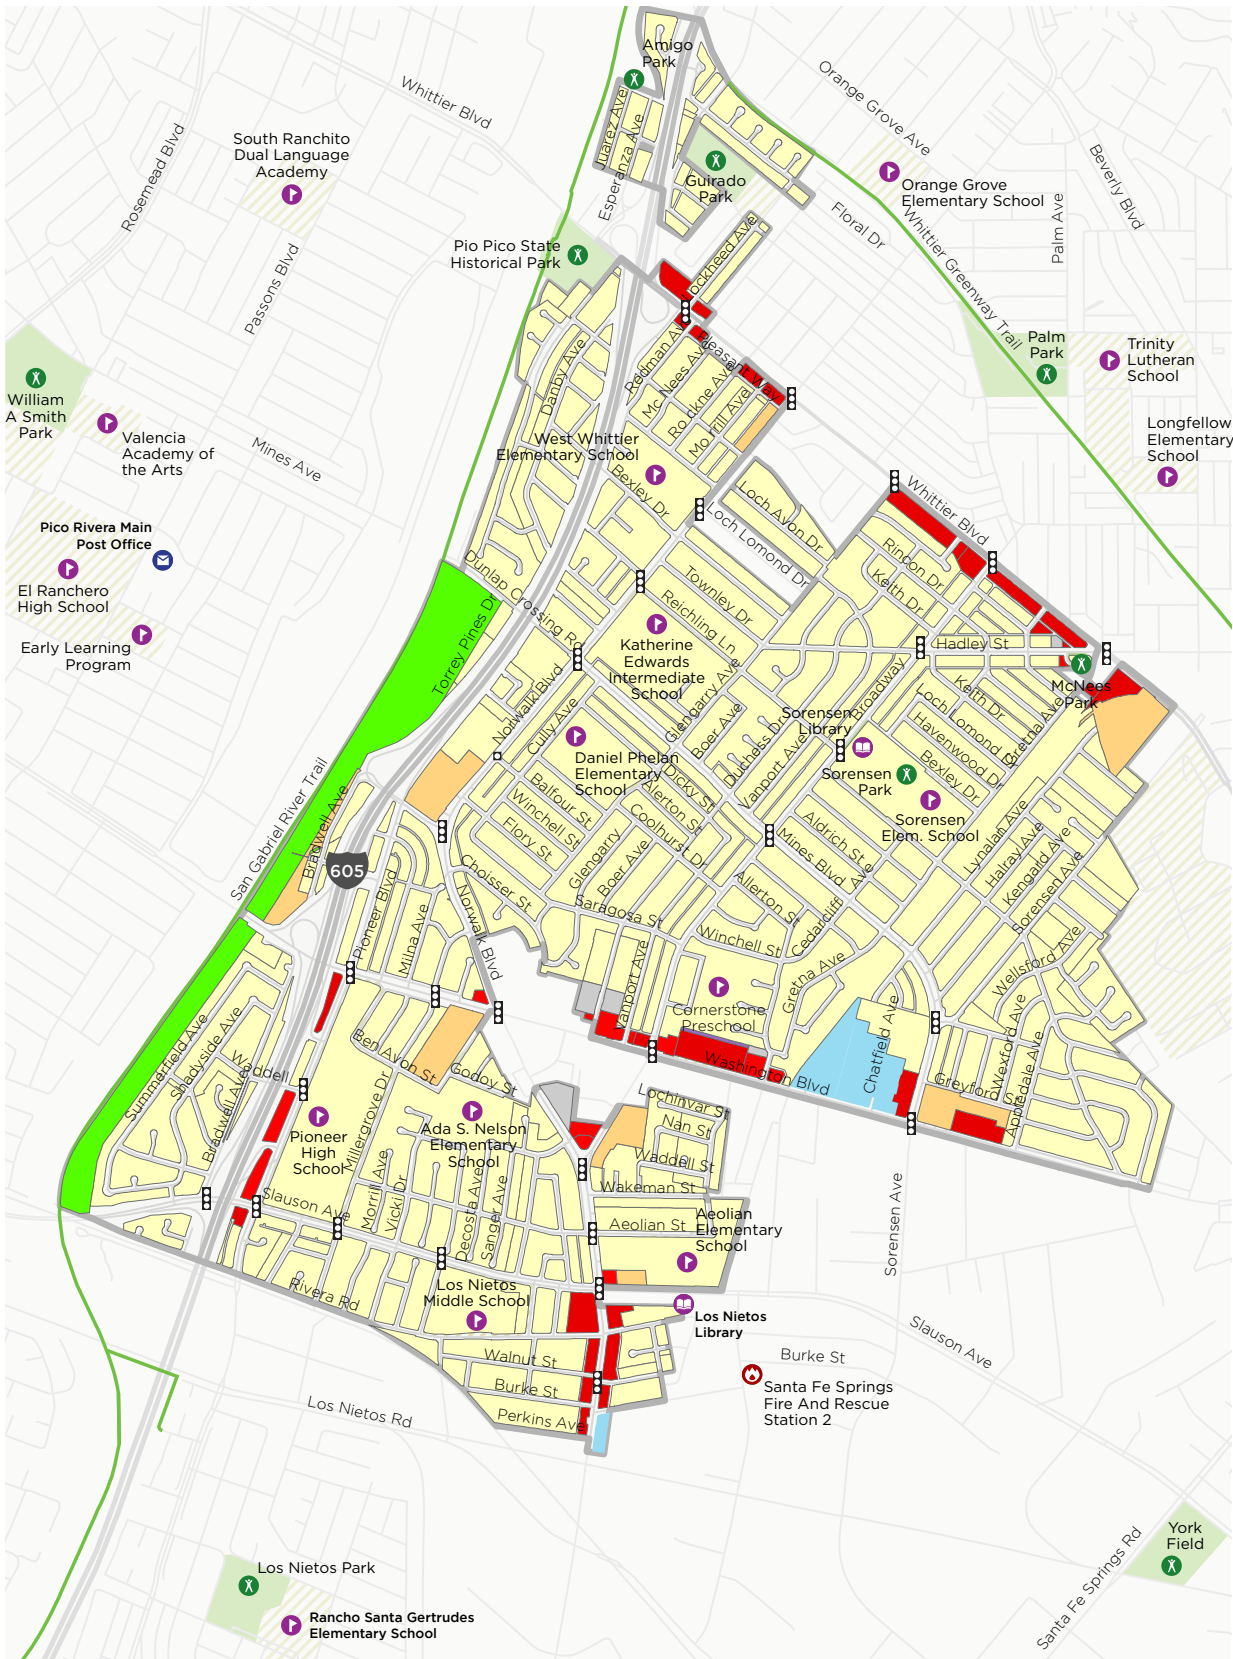 Amigo
Park
Whittier Blvd
Orange Grove Ave
Rosemead Blvd
South Ranchito
Dual Language
Academy
Juarez Ave
Esperanza Ave
Guirado
Park
Orange Grove
Elementary School
Beverly Blvd
Palm Ave
Floral Dr
Whittier Greenway Trail
Pio Pico State
Historical Park
Lockheed Ave
Passons Blvd
Palm
Park
Trinity
Lutheran
School
William
A Smith
Park
Valencia
Academy of
the Arts
Mines Ave
Danby Ave
Redman Ave
Pleasant Way
Mc Nees Ave
Rockne Ave
Morrill Ave
West Whittier
Elementary School
Bexley Dr
Loch Avon Dr
Loch Lomond Dr
Longfellow
Elementary
School
Whittier Blvd
Pico Rivera Main
Post Office
El Ranchero
High School
Early Learning
Program
Dunlap Crossing Rd
Torrey Pines Dr
Townley Dr
Reichling Ln
Rincon Dr
Keith Dr
Hadley St
Katherine
Edwards
Intermediate
School
McNees
Park
Norwalk Blvd
Cully Ave
Glengarry Ave
Boer Ave
Duchess Dr
Vanport Ave
Broadway
Sorensen
Library
Keith Dr
Loch Lomond Dr
Gretna Ave
Havenwood Dr
Bexley Dr
Daniel Phelan
Elementary
School
Sorensen
Park
Sorensen
Elem. School
San Gabriel River Trail
Bradwell Ave
605
Balfour St
Winchell St
Flory St
Dicky St
Alerton St
Coolhurst Dr
Glengarry
Boer Ave
Mines Blvd
Aldrich St
Lynalan Ave
Halray Ave
Kengard Ave
Sorensen Ave
Choisser St
Saragosa St
Allerton St
Cedarcliff Ave
Winchell St
Gretna Ave
Wellsford Ave
Pioneer Blvd
Milna Ave
Norwalk Blvd
Vanport Ave
Cornerstone
Preschool
Washington Blvd
Chatfield Ave
Greyford St
Wexford Ave
Appledale Ave
Summerfield Ave
Shadyside Ave
Waddell
Bradwell Ave
Ben Avon St
Godoy St
Lochinvar St
Nan St
Waddell St
Wakeman St
Pioneer
High
School
Millergrove Dr
Ada S. Nelson
Elementary
School
Slauson Ave
Morrill Ave
Vicki Dr
Decosta Ave
Sanger Ave
Aeolian St
Aeolian
Elementary
School
Sorensen Ave
Rivera Rd
Los Nietos
Middle School
Los Nietos
Library
Slauson Ave
Walnut St
Burke St
Burke St
Perkins Ave
Santa Fe Springs
Fire And Rescue
Station 2
Los Nietos Rd
York
Field
Santa Fe Springs Rd
Los Nietos Park
Rancho Santa Gertrudes
Elementary School